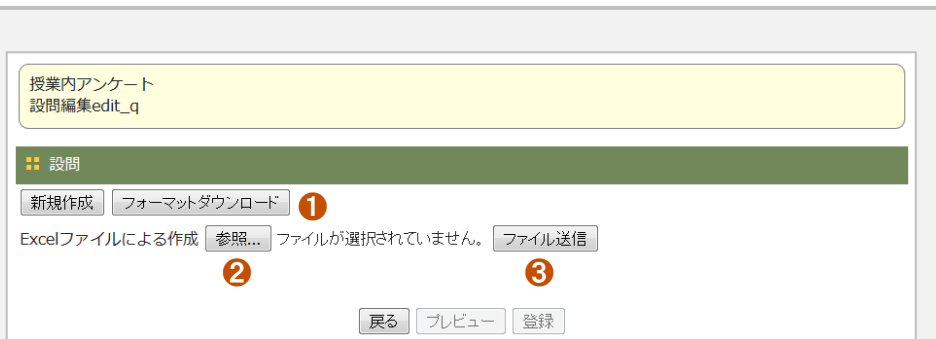 授業内アンケート
設問編集edit_q
設問
新規作成 フォーマットダウンロード ❶
Excelファイルによる作成 参照... ファイルが選択されていません。 ファイル送信
❷ ❸
戻る プレビュー 登録